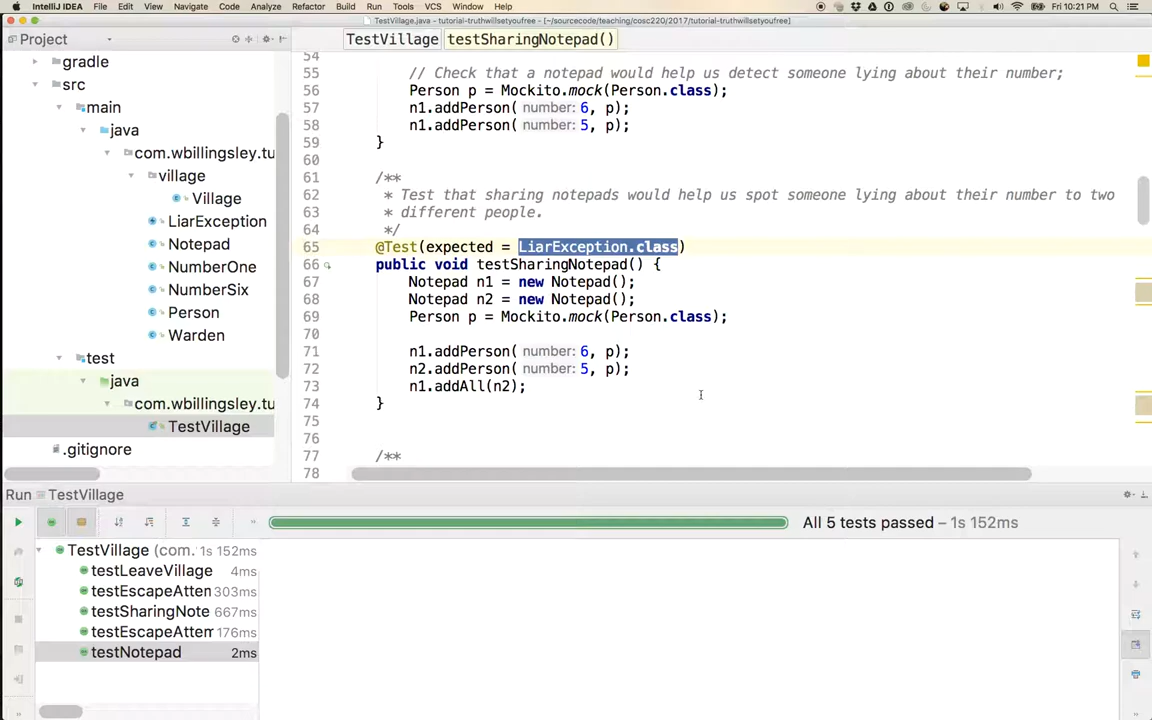 IntelliJ IDEA File Edit View Navigate Code Analyze Refactor Build Run Tools VCS Window Help Fri 10:21 PM
TestVillage.java - tutorial-truthwillsetyoufree - [~/sourcecode/teaching/cosc220/2017/tutorial-truthwillsetyoufree]
Project
TestVillage testSharingNotepad()
gradle
src
main
java
com.wbillingsley.tu
village
Village
LiarException
Notepad
NumberOne
NumberSix
Person
Warden
test
java
com.wbillingsley.tu
TestVillage
.gitignore
54
55 // Check that a notepad would help us detect someone lying about their number;
56 Person p = Mockito.mock(Person.class);
57 n1.addPerson( number: 6, p);
58 n1.addPerson( number: 5, p);
59 }
60
61 /**
62 * Test that sharing notepads would help us spot someone lying about their number to two
63 * different people.
64 */
65 @Test(expected = LiarException.class)
66 public void testSharingNotepad() {
67 Notepad n1 = new Notepad();
68 Notepad n2 = new Notepad();
69 Person p = Mockito.mock(Person.class);
70
71 n1.addPerson( number: 6, p);
72 n2.addPerson( number: 5, p);
73 n1.addAll(n2);
74 }
75
76
77 /**
78
Run TestVillage
All 5 tests passed – 1s 152ms
TestVillage (com. 1s 152ms
testLeaveVillage 4ms
testEscapeAtten 303ms
testSharingNote 667ms
testEscapeAttem 176ms
testNotepad 2ms